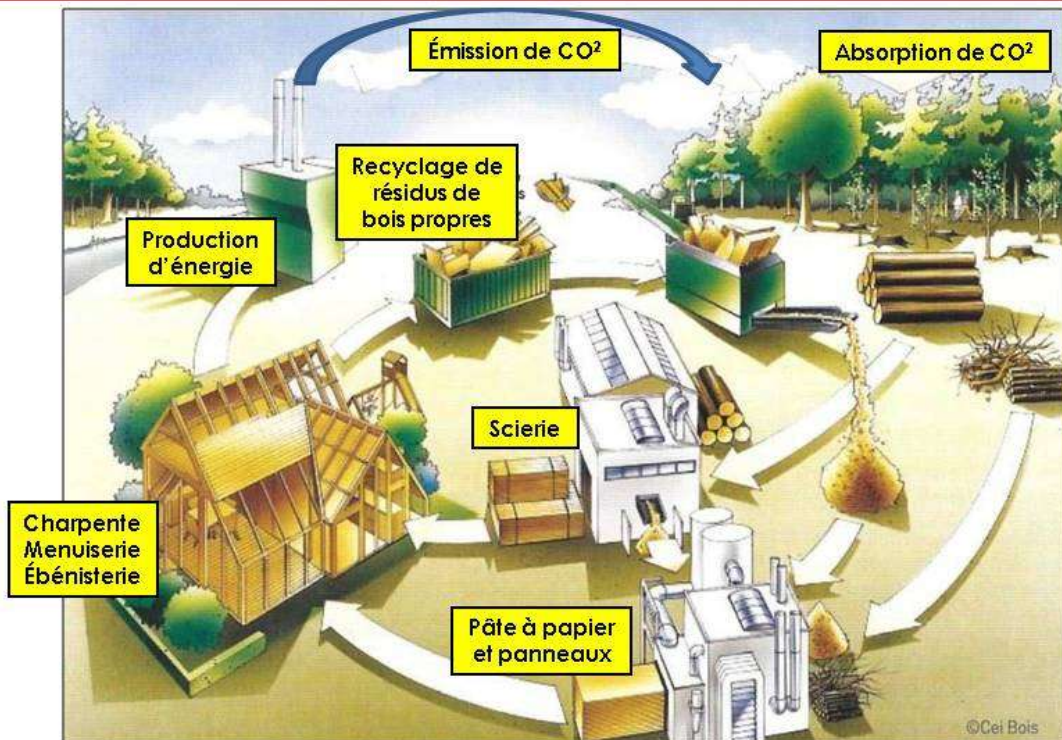 Émission de CO²
Absorption de CO²
Recyclage de
résidus de
bois propres
Production
d'énergie
Scierie
Charpente
Menuiserie
Ébénisterie
Pâte à papier
et panneaux
©Cei Bois